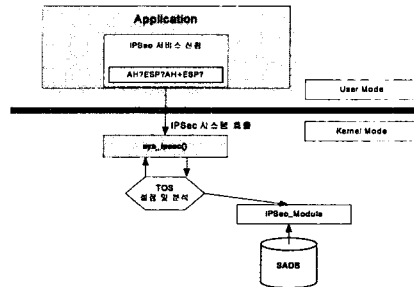 Application
IPSec 서비스 신청
AH?ESP?AH+ESP?
User Mode
IPSec 시스템 호출
Kernel Mode
sys_ipsec()
TOS
설정 및 분석
IPSec_Module
SADB